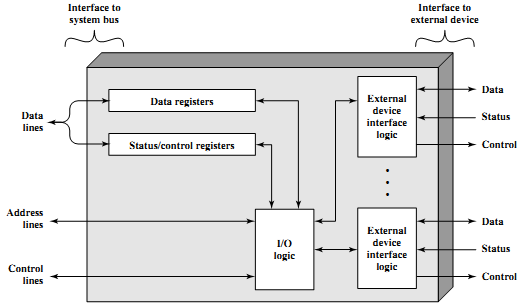 Interface to
system bus
Interface to
external device
Data registers
Status/control registers
Data
lines
Address
lines
Control
lines
I/O
logic
External
device
interface
logic
Data
Status
Control
External
device
interface
logic
Data
Status
Control